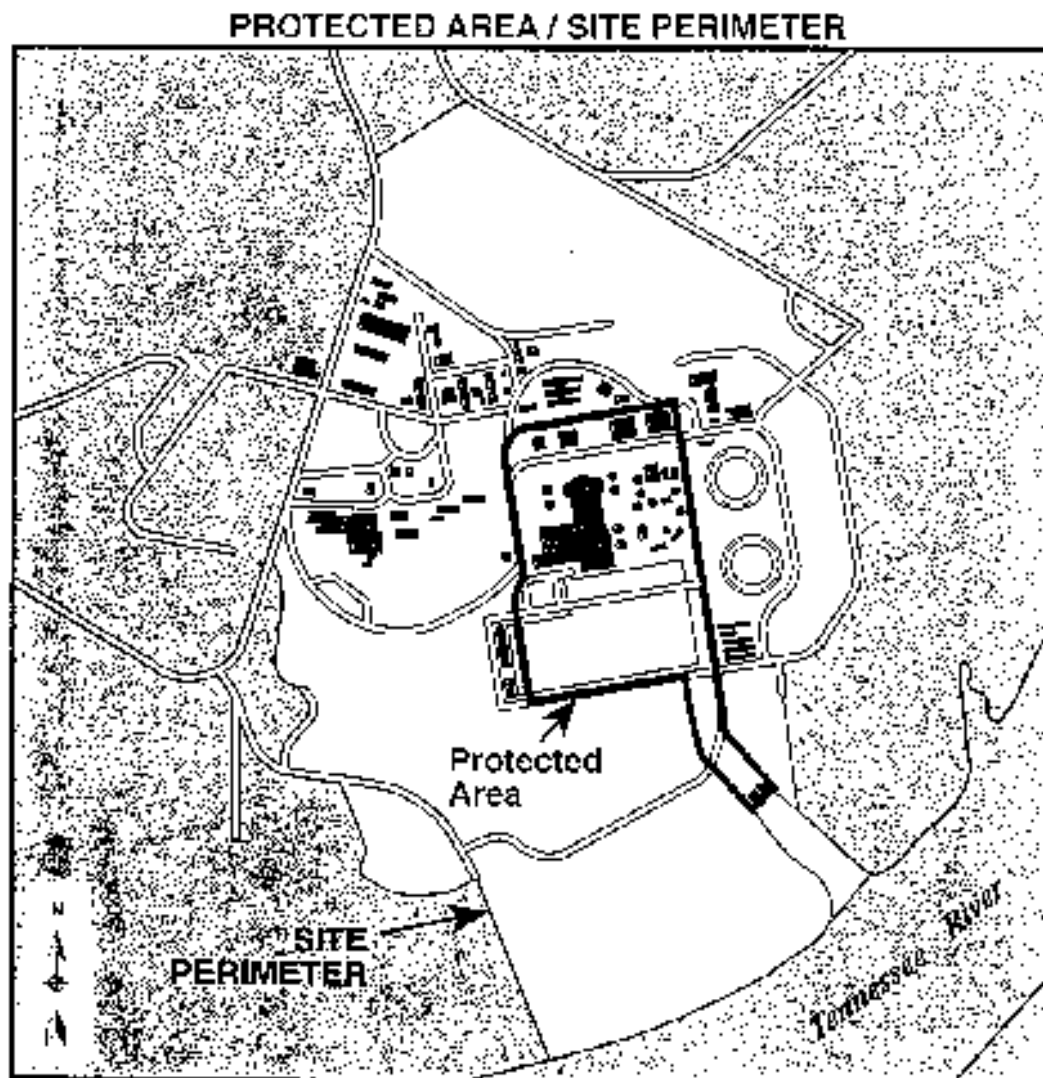 PROTECTED AREA / SITE PERIMETER
Protected
Area
SITE
PERIMETER
N
Tennessee River